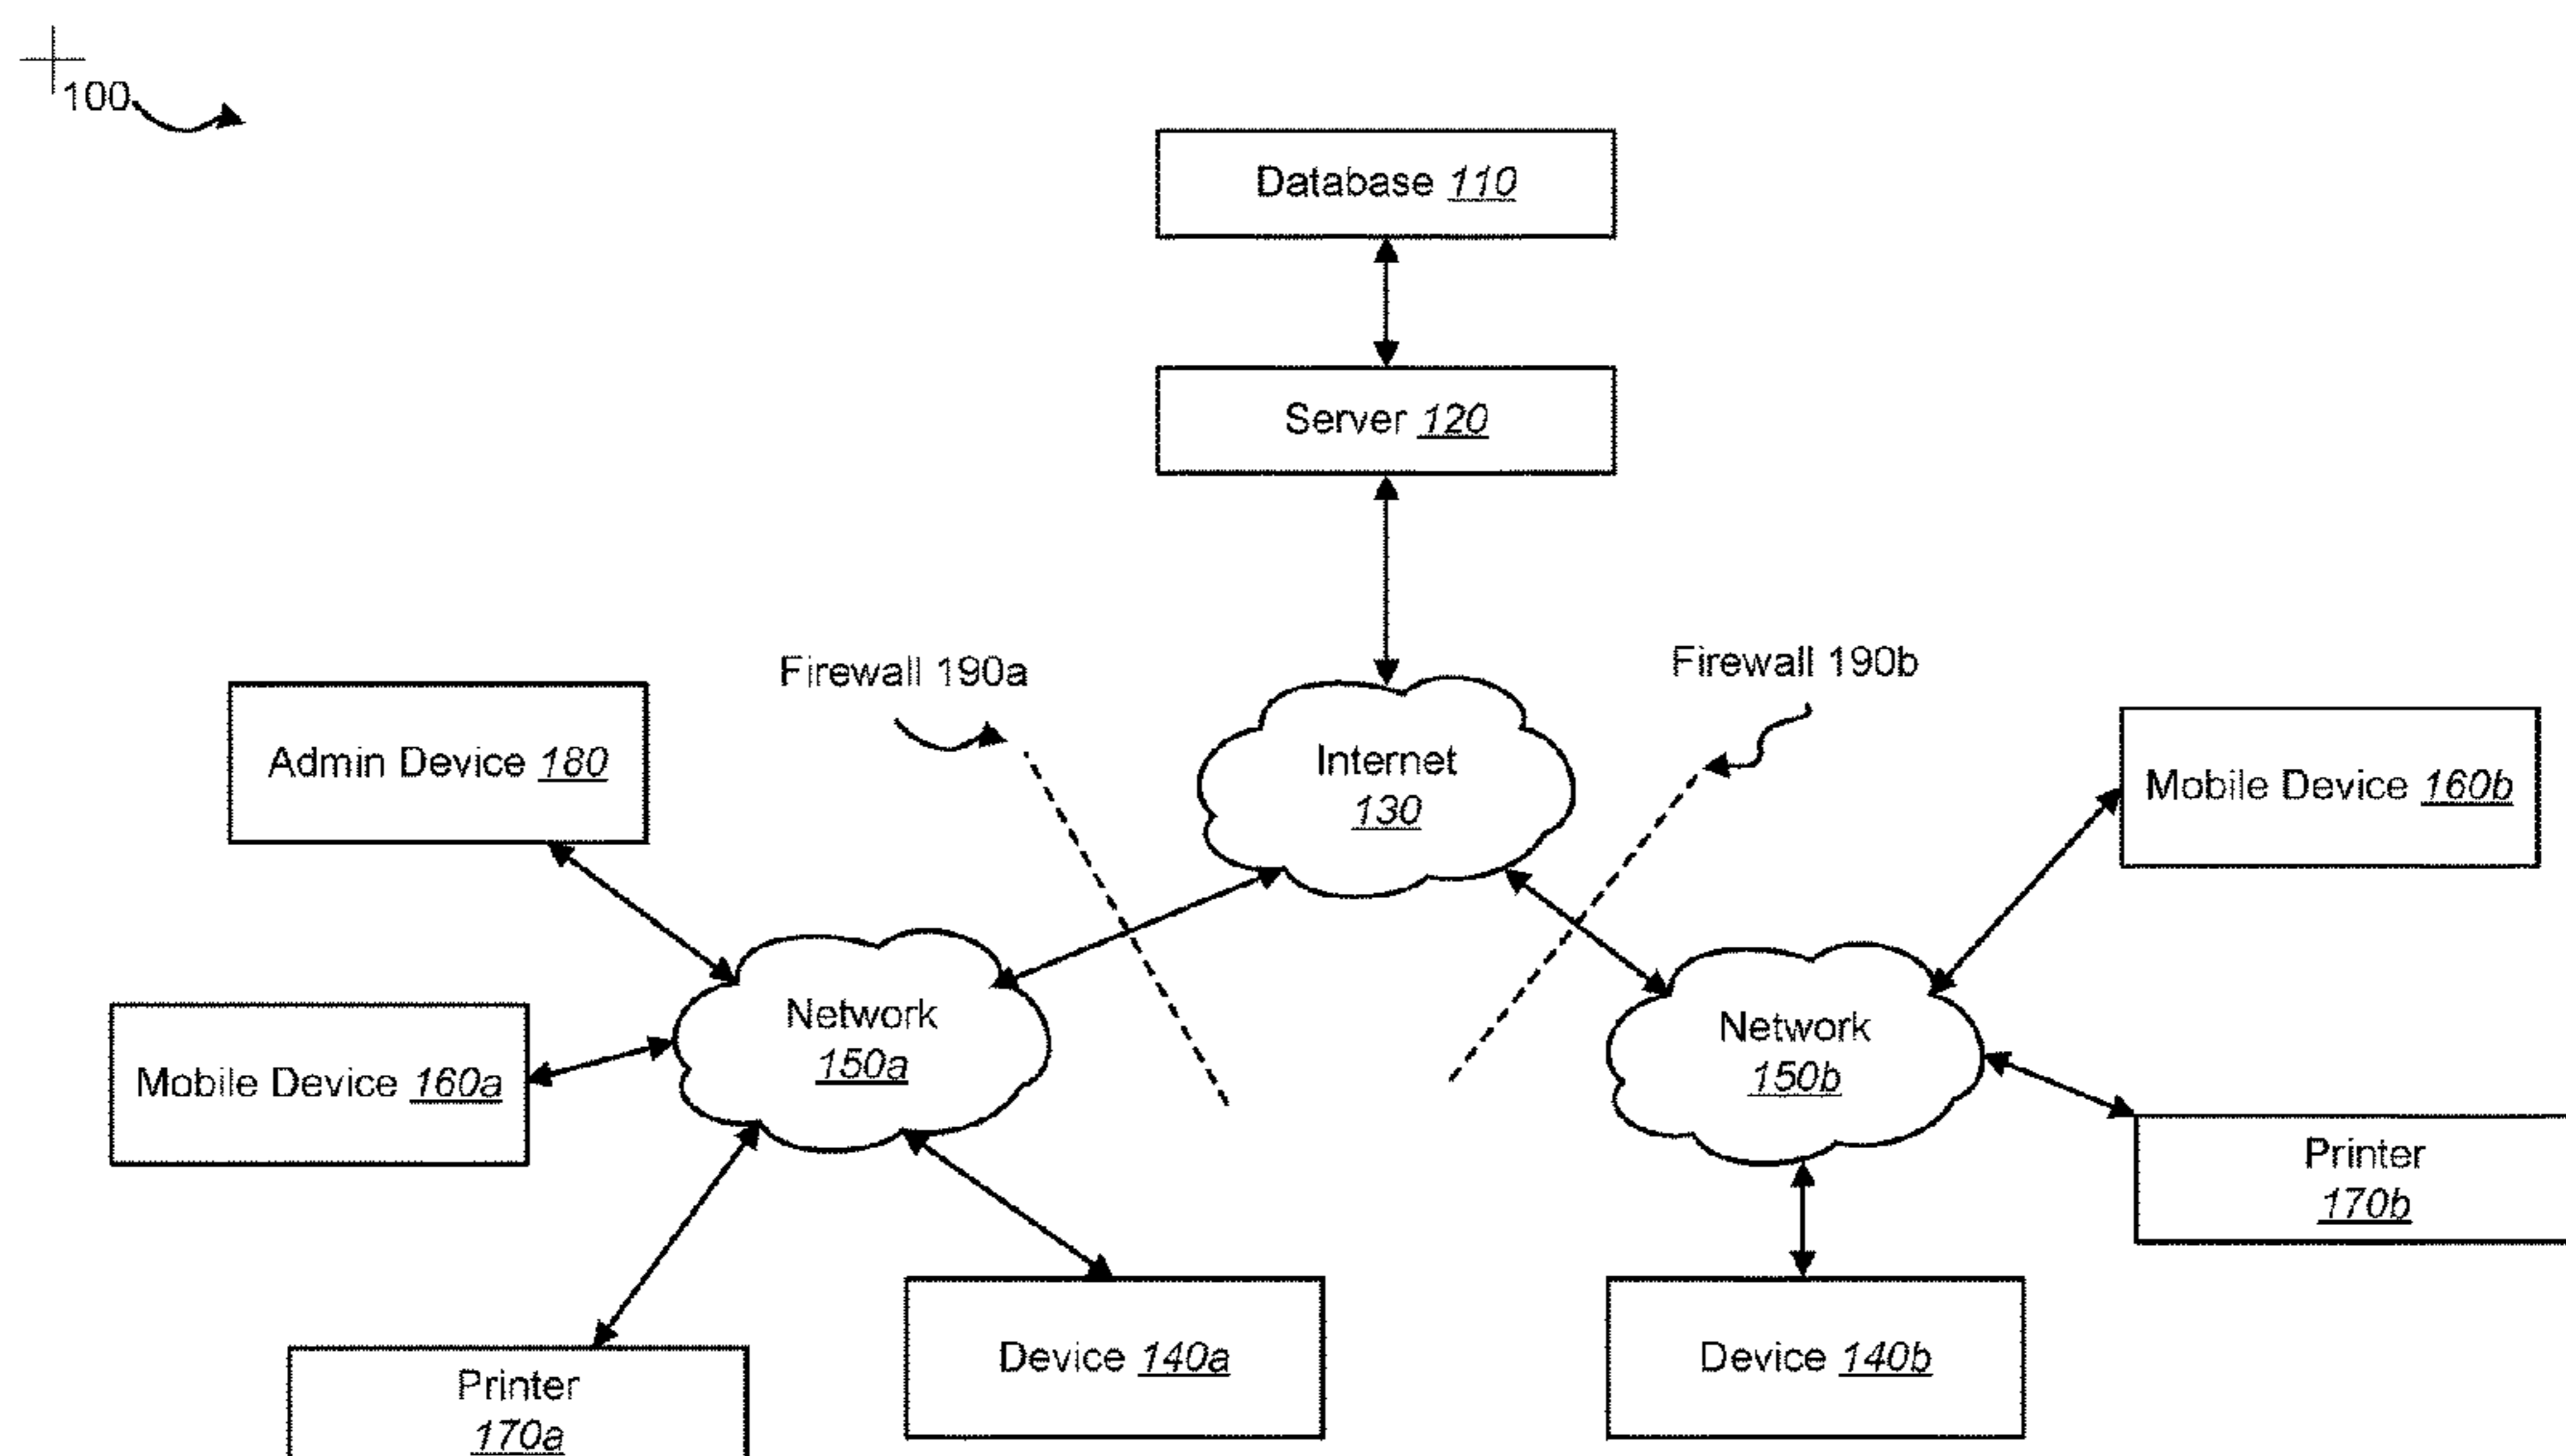 100
Database 110
Server 120
Firewall 190a
Firewall 190b
Admin Device 180
Internet
130
Mobile Device 160b
Mobile Device 160a
Network
150a
Network
150b
Printer
170b
Device 140a
Device 140b
Printer
170a